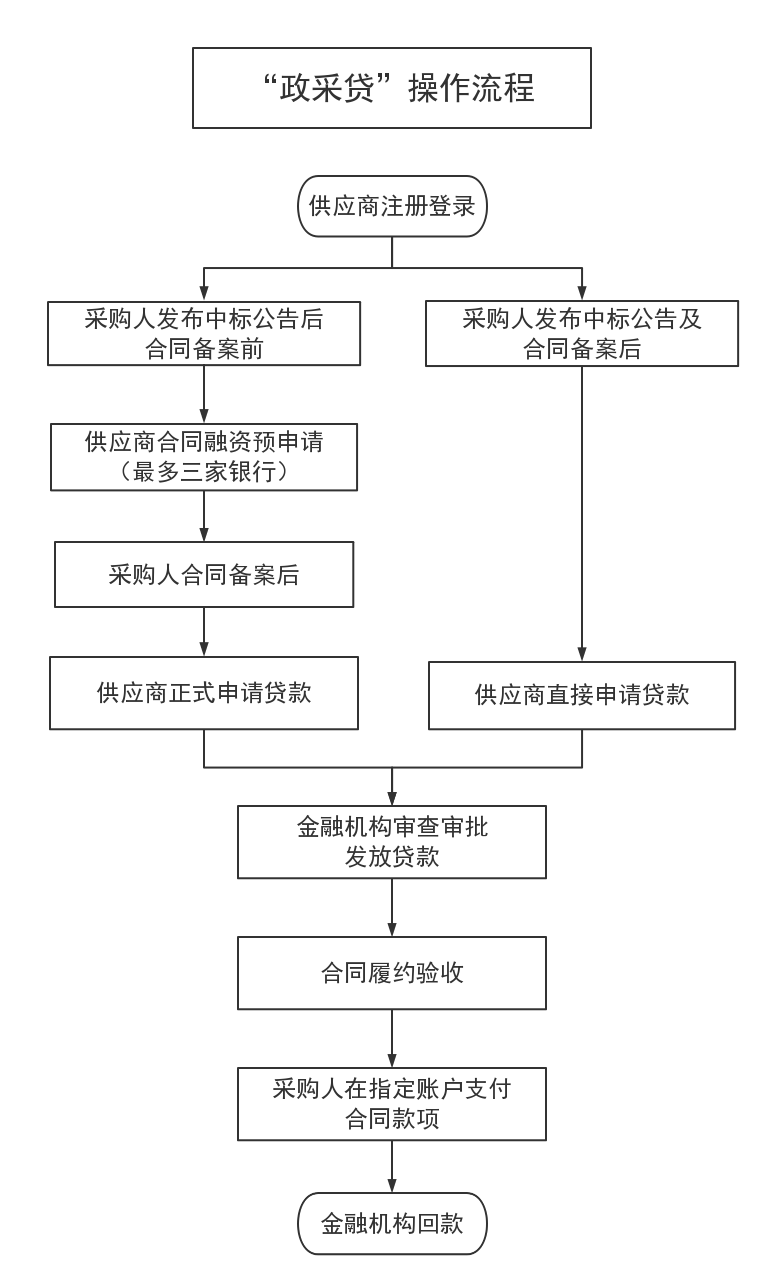 “政采贷”操作流程
供应商注册登录
采购人发布中标公告后
合同备案前
采购人发布中标公告及
合同备案后
供应商合同融资预申请
（最多三家银行）
采购人合同备案后
供应商正式申请贷款
供应商直接申请贷款
金融机构审查审批
发放贷款
合同履约验收
采购人在指定账户支付
合同款项
金融机构回款